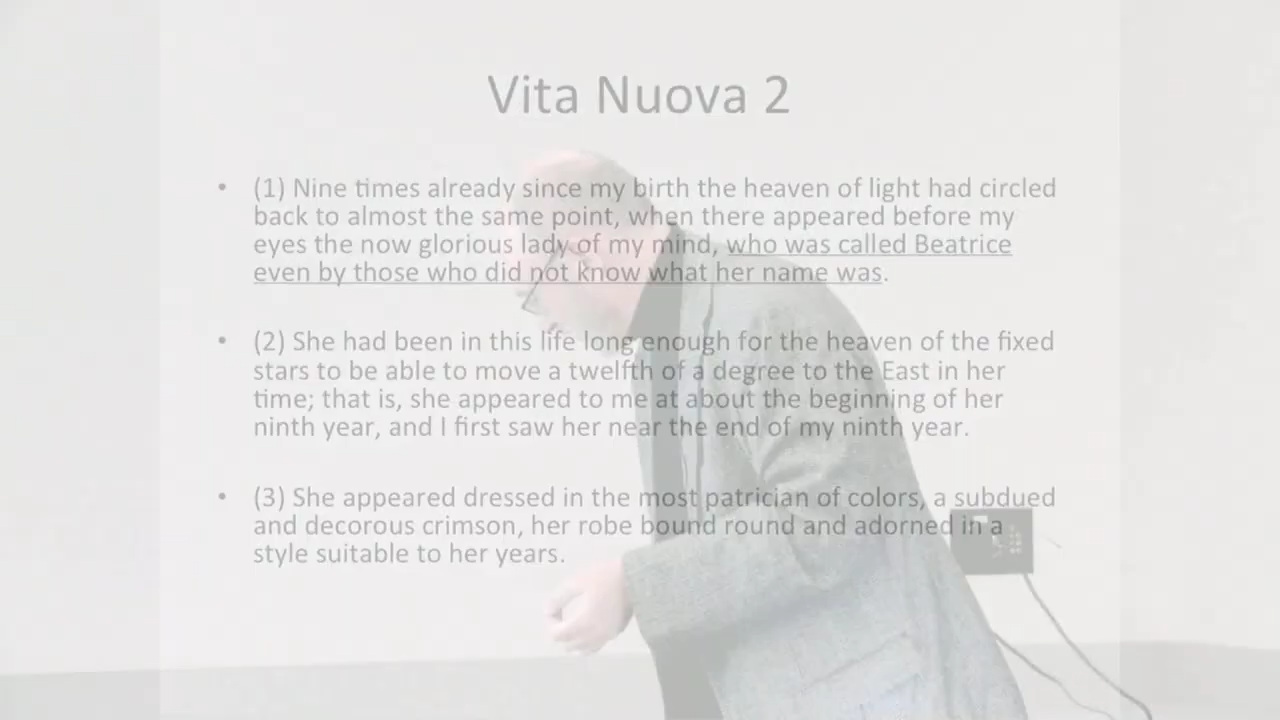 Vita Nuova 2
• (1) Nine times already since my birth the heaven of light had circled
back to almost the same point, when there appeared before my
eyes the now glorious lady of my mind, who was called Beatrice
even by those who did not know what her name was.
• (2) She had been in this life long enough for the heaven of the fixed
stars to be able to move a twelfth of a degree to the East in her
time; that is, she appeared to me at about the beginning of her
ninth year, and I first saw her near the end of my ninth year.
• (3) She appeared dressed in the most patrician of colors, a subdued
and decorous crimson, her robe bound round and adorned in a
style suitable to her years.